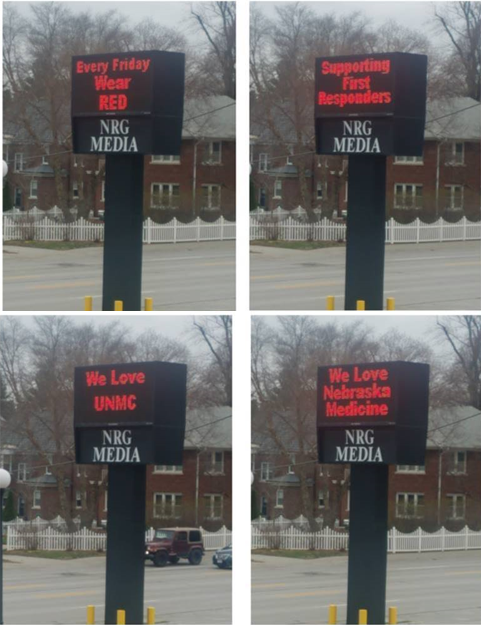 Every Friday
Wear
RED
NRG
MEDIA
Supporting
First
Responders
NRG
MEDIA
We Love
UNMC
NRG
MEDIA
We Love
Nebraska
Medicine
NRG
MEDIA